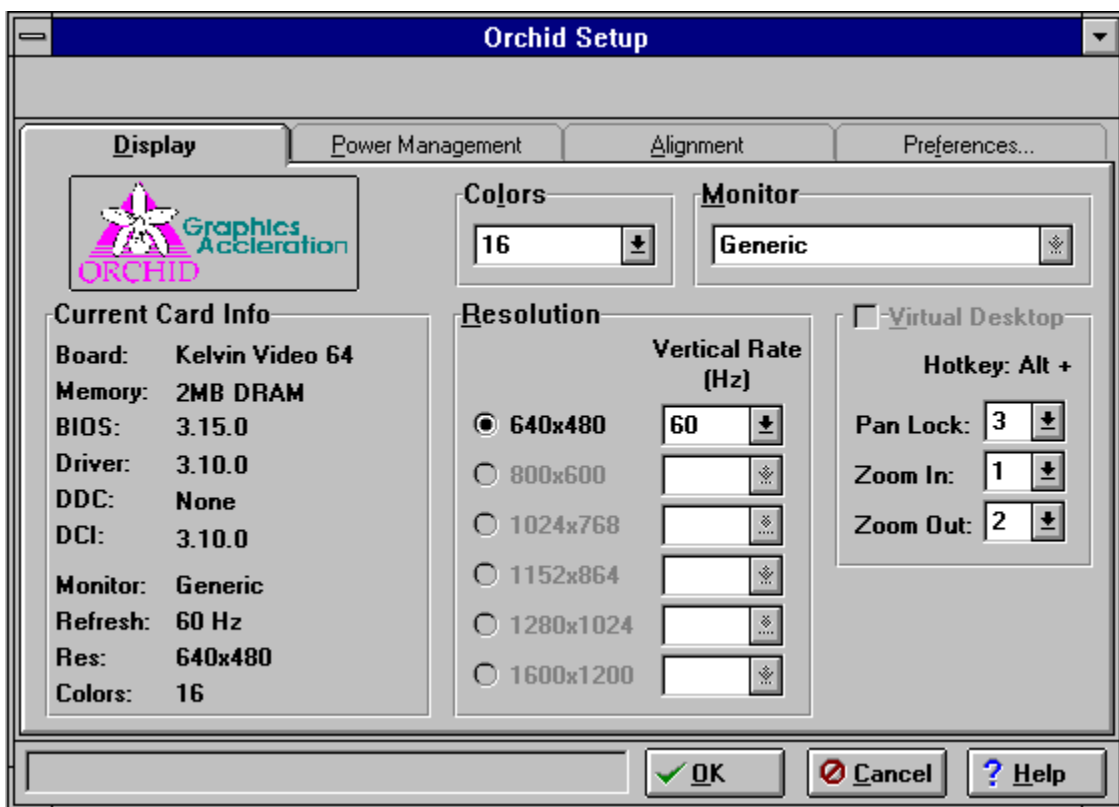 Orchid Setup
Display
Power Management
Alignment
Preferences...
Graphics
Accleration
ORCHID
Colors
16
Monitor
Generic
Current Card Info
Board: Kelvin Video 64
Memory: 2MB DRAM
BIOS: 3.15.0
Driver: 3.10.0
DDC: None
DCI: 3.10.0
Monitor: Generic
Refresh: 60 Hz
Res: 640x480
Colors: 16
Resolution
Vertical Rate
(Hz)
640x480 60
800x600
1024x768
1152x864
1280x1024
1600x1200
Virtual Desktop
Hotkey: Alt +
Pan Lock: 3
Zoom In: 1
Zoom Out: 2
OK
Cancel
? Help